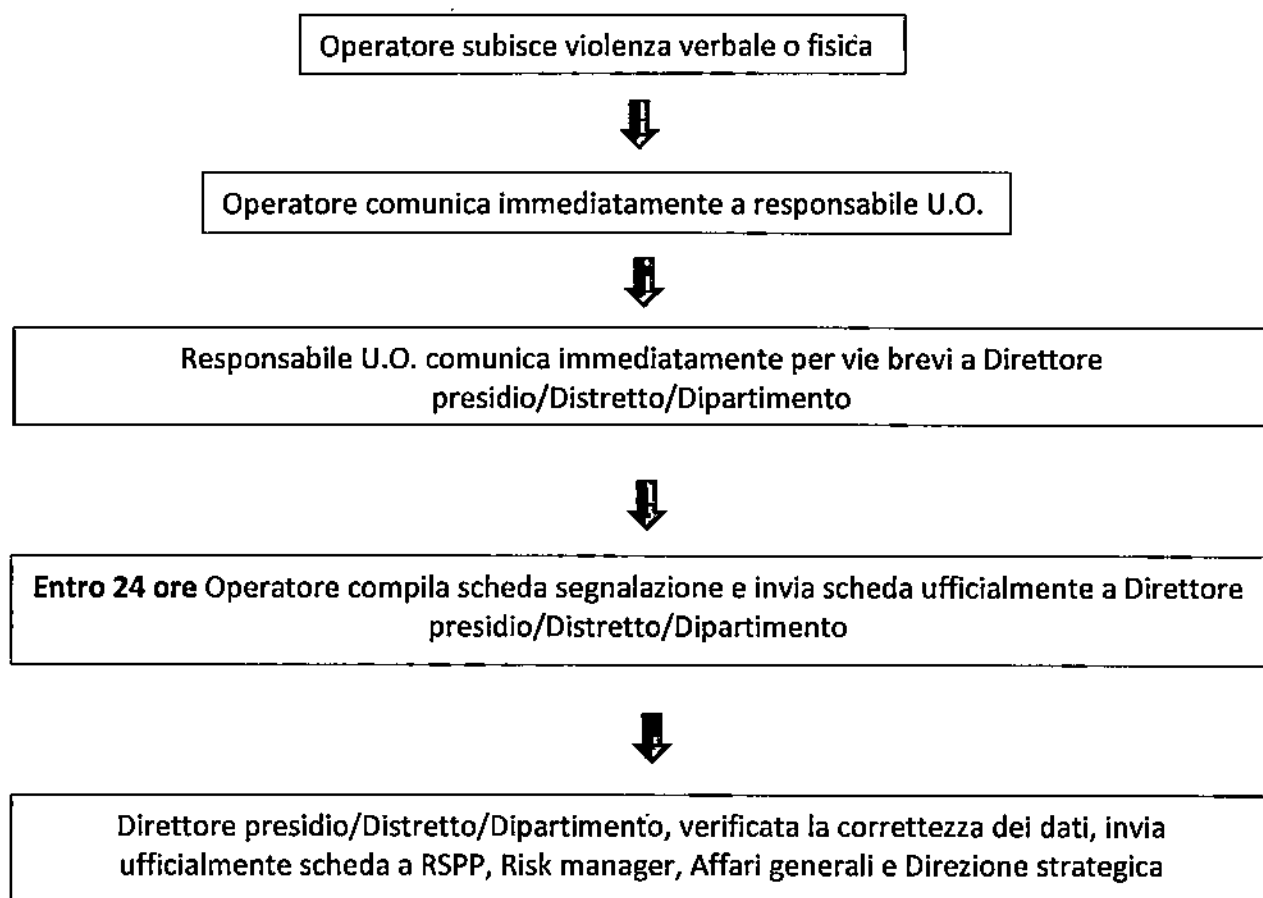 Operatore subisce violenza verbale o fisica
Operatore comunica immediatamente a responsabile U.O.
Responsabile U.O. comunica immediatamente per vie brevi a Direttore
presidio/Distretto/Dipartimento
Entro 24 ore Operatore compila scheda segnalazione e invia scheda ufficialmente a Direttore
presidio/Distretto/Dipartimento
Direttore presidio/Distretto/Dipartimento, verificata la correttezza dei dati, invia
ufficialmente scheda a RSPP, Risk manager, Affari generali e Direzione strategica